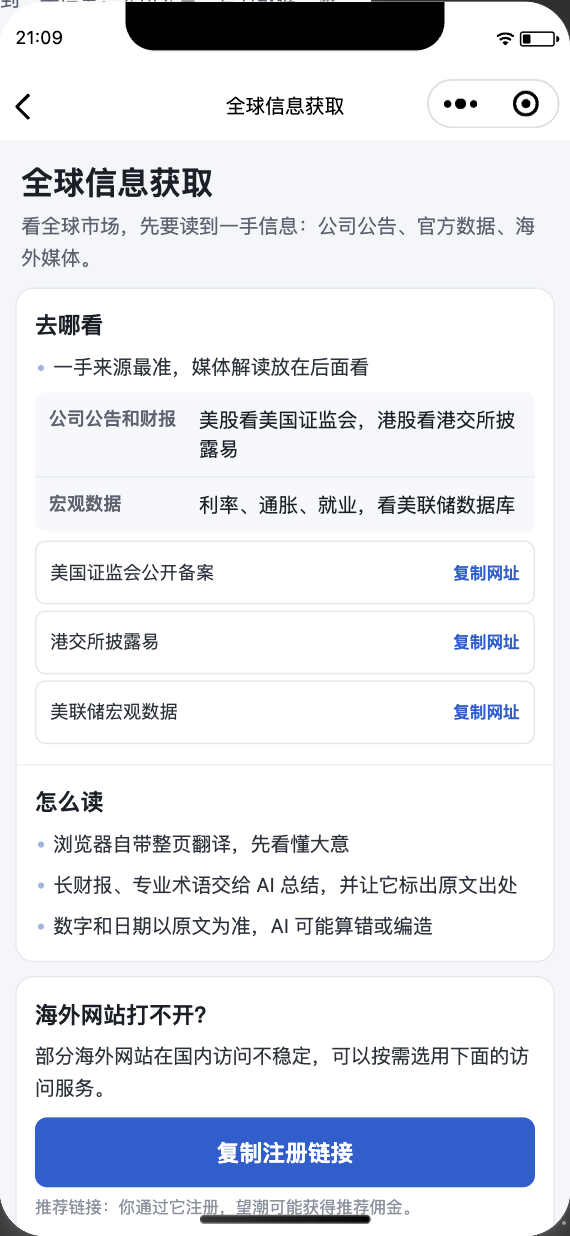 21:09
全球信息获取
全球信息获取
看全球市场，先要读到一手信息：公司公告、官方数据、海
外媒体。
去哪看
一手来源最准，媒体解读放在后面看
公司公告和财报 美股看美国证监会，港股看港交所披
露易
宏观数据 利率、通胀、就业，看美联储数据库
美国证监会公开备案 复制网址
港交所披露易 复制网址
美联储宏观数据 复制网址
怎么读
浏览器自带整页翻译，先看懂大意
长财报、专业术语交给 AI 总结，并让它标出原文出处
数字和日期以原文为准，AI 可能算错或编造
海外网站打不开?
部分海外网站在国内访问不稳定，可以按需选用下面的访
问服务。
复制注册链接
推荐链接：你通过它注册，望潮可能获得推荐佣金。